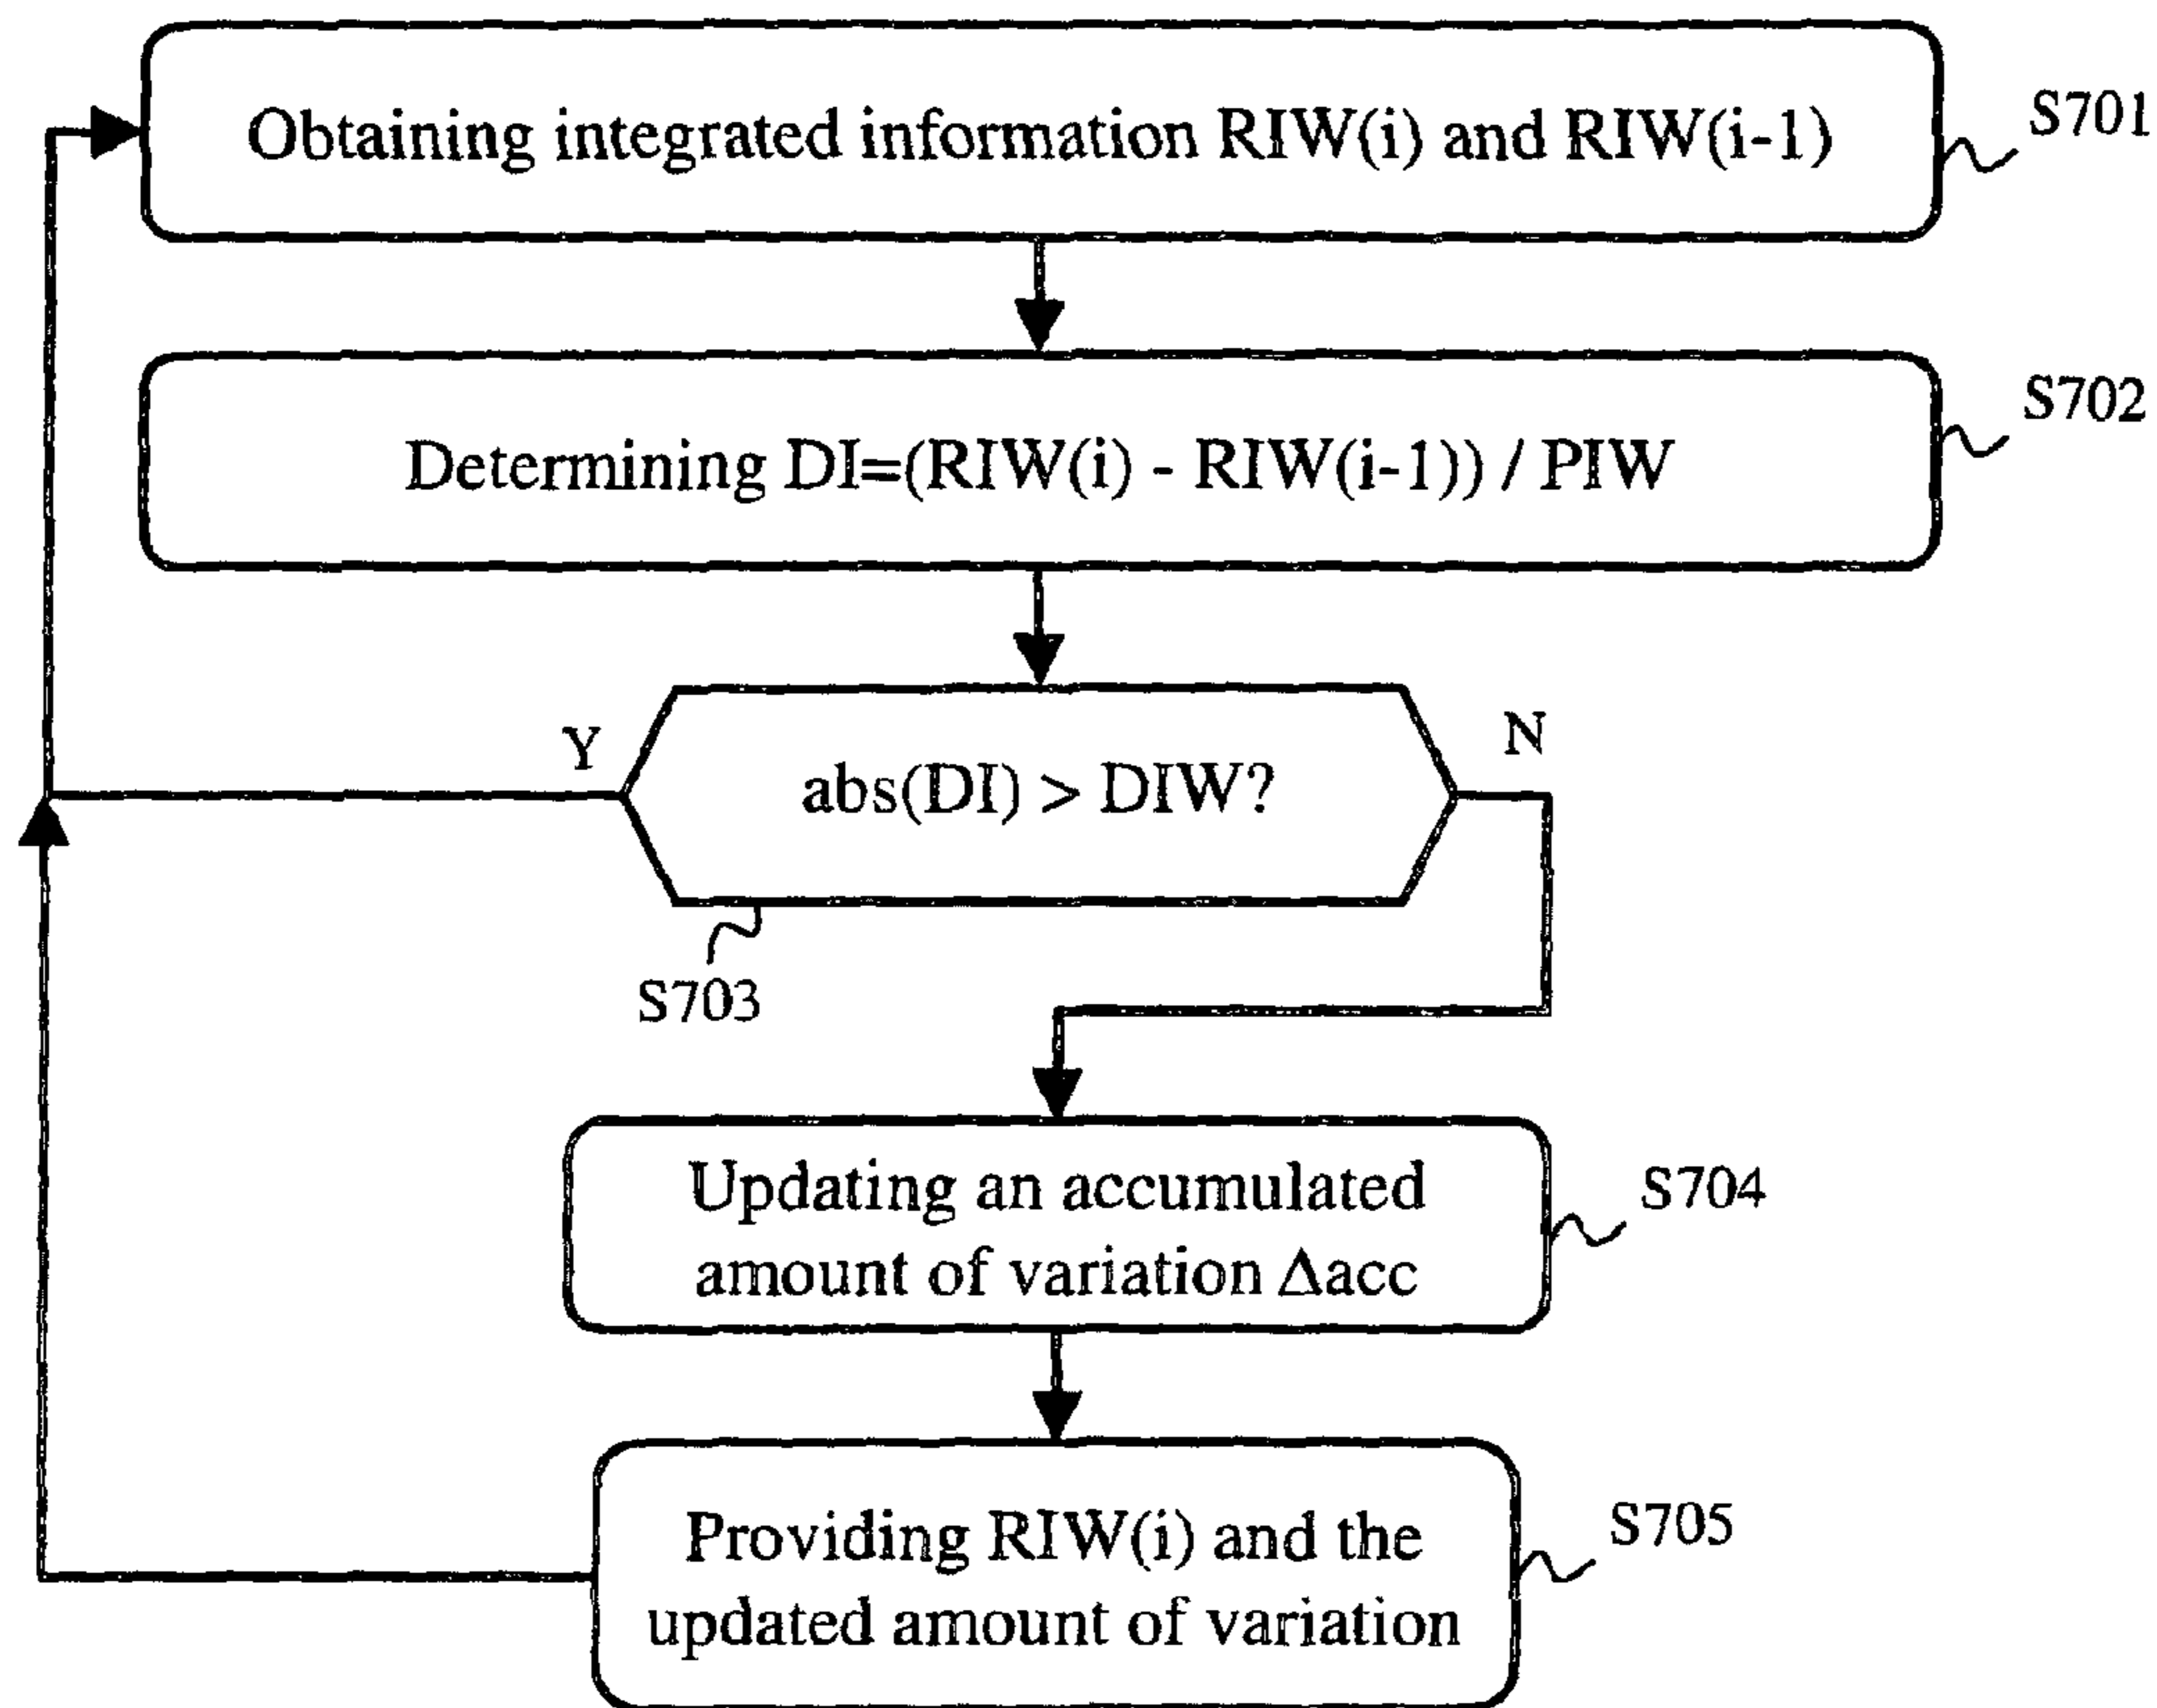 Obtaining integrated information RIW(i) and RIW(i-1)
S701
Determining DI=(RIW(i) - RIW(i-1)) / PIW
S702
Y
abs(DI) > DIW?
N
S703
Updating an accumulated
amount of variation Δacc
S704
Providing RIW(i) and the
updated amount of variation
S705